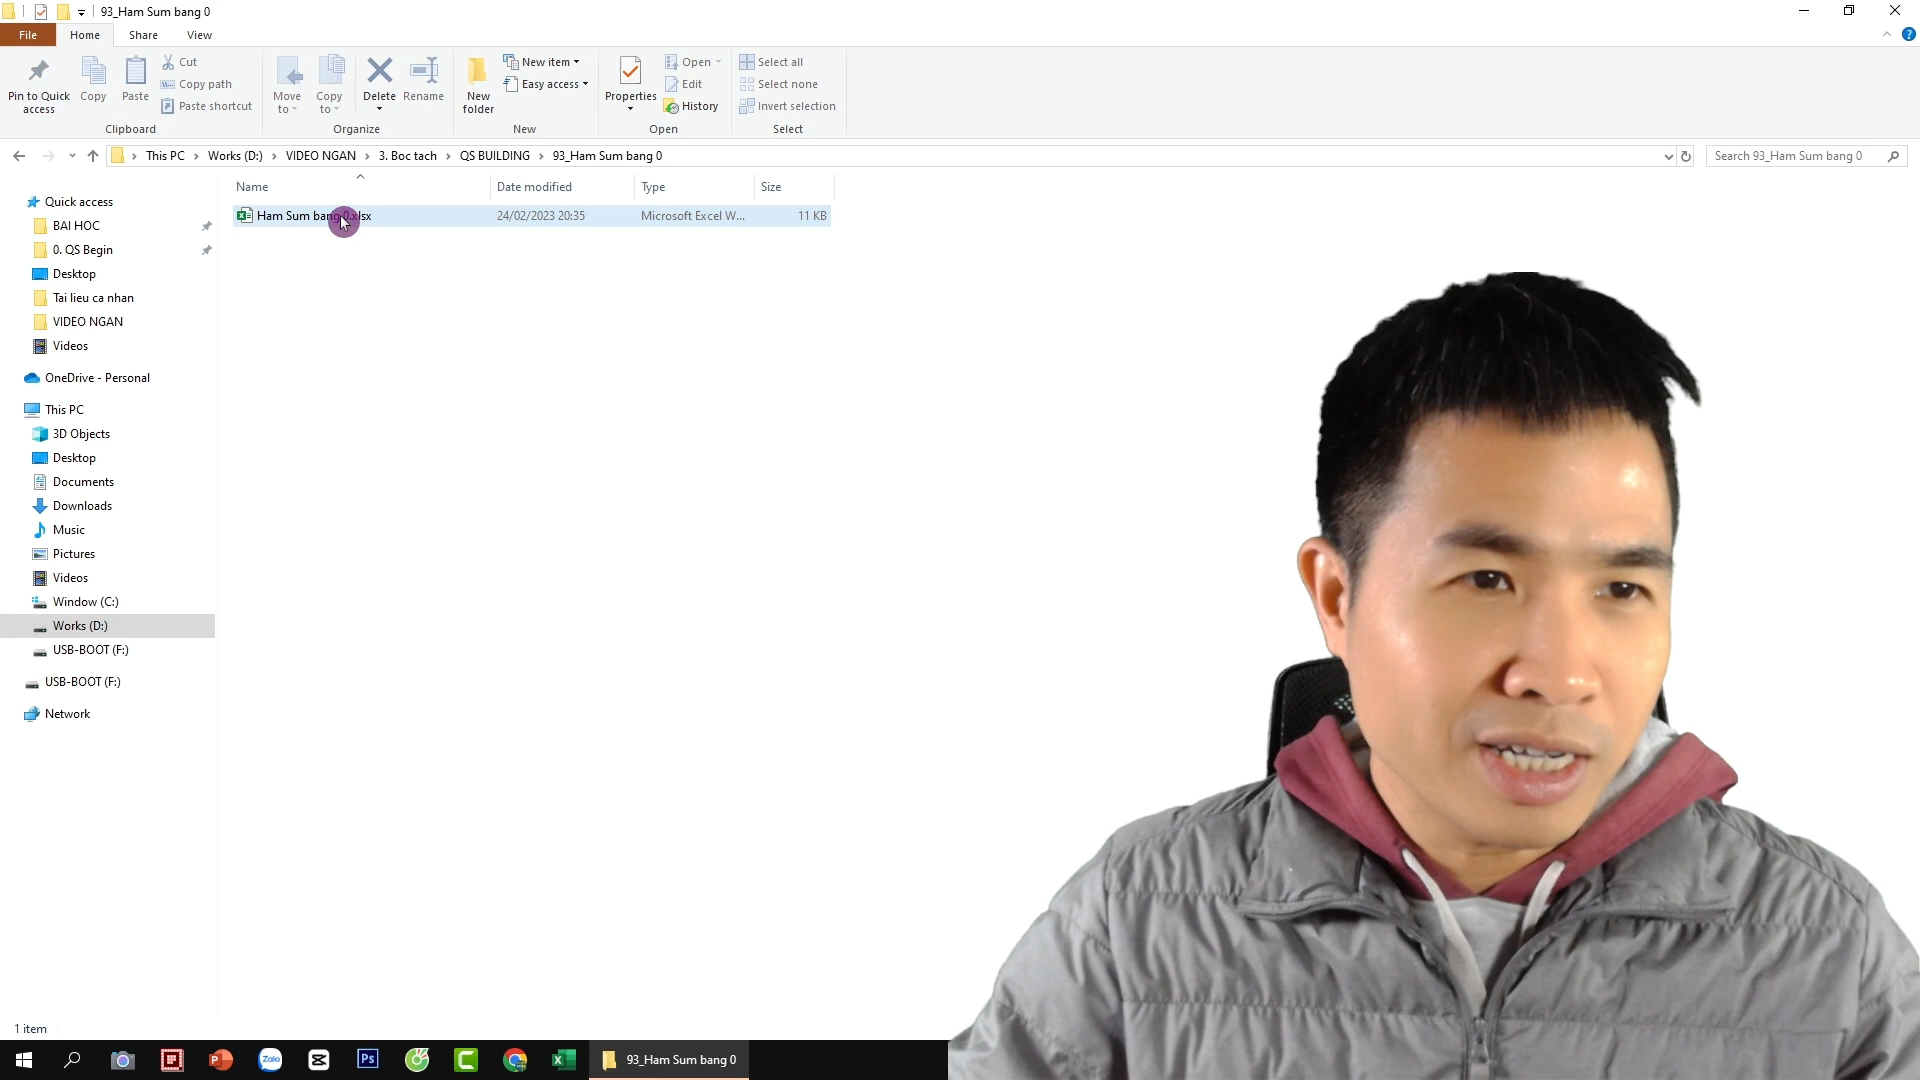 93_Ham Sum bang 0
File
Home
Share
View
Pin to Quick access
Copy
Paste
Cut
Copy path
Paste shortcut
Clipboard
Move to
Copy to
Delete
Rename
Organize
New folder
New item
Easy access
New
Properties
Open
Edit
History
Open
Select all
Select none
Invert selection
Select
This PC > Works (D:) > VIDEO NGAN > 3. Boc tach > QS BUILDING > 93_Ham Sum bang 0
Search 93_Ham Sum bang 0
Name
Date modified
Type
Size
Ham Sum bang 0.xlsx
24/02/2023 20:35
Microsoft Excel W...
11 KB
Quick access
BAI HOC
0. QS Begin
Desktop
Tai lieu ca nhan
VIDEO NGAN
Videos
OneDrive - Personal
This PC
3D Objects
Desktop
Documents
Downloads
Music
Pictures
Videos
Window (C:)
Works (D:)
USB-BOOT (F:)
USB-BOOT (F:)
Network
1 item
Zalo
Ps
93_Ham Sum bang 0